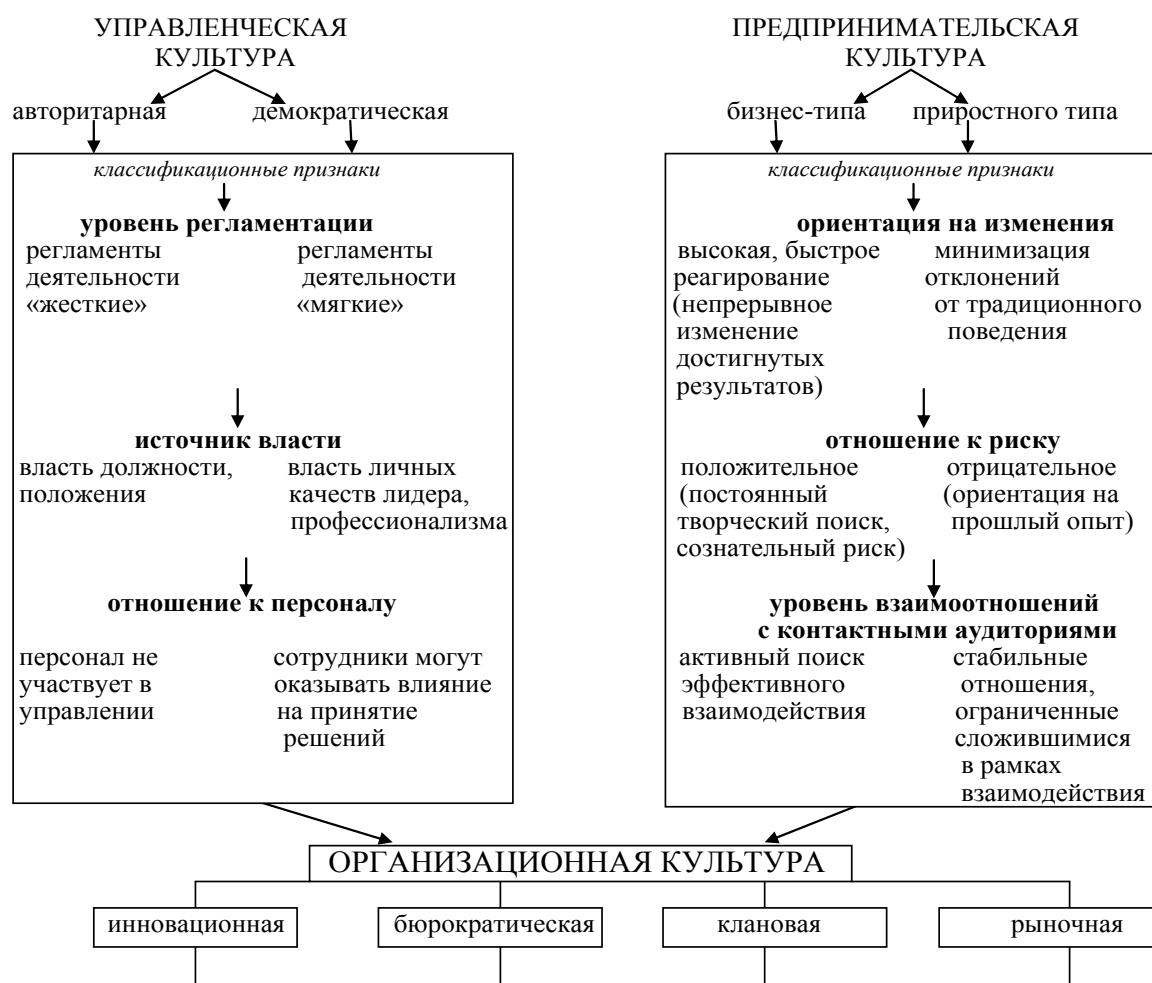 УПРАВЛЕНЧЕСКАЯ
КУЛЬТУРА
авторитарная
демократическая
классификационные признаки
уровень регламентации
регламенты
деятельности
«жесткие»
регламенты
деятельности
«мягкие»
источник власти
власть должности,
положения
власть личных
качеств лидера,
профессионализма
отношение к персоналу
персонал не
участвует в
управлении
сотрудники могут
оказывать влияние
на принятие
решений
ПРЕДПРИНИМАТЕЛЬСКАЯ
КУЛЬТУРА
бизнес-типа
приростного типа
классификационные признаки
ориентация на изменения
высокая, быстрое
реагирование
(непрерывное
изменение
достигнутых
результатов)
минимизация
отклонений
от традиционного
поведения
отношение к риску
положительное
(постоянный
творческий поиск,
сознательный риск)
отрицательное
(ориентация на
прошлый опыт)
уровень взаимоотношений
с контактными аудиториями
активный поиск
эффективного
взаимодействия
стабильные
отношения,
ограниченные
сложившимися
в рамках
взаимодействия
ОРГАНИЗАЦИОННАЯ КУЛЬТУРА
инновационная
бюрократическая
клановая
рыночная